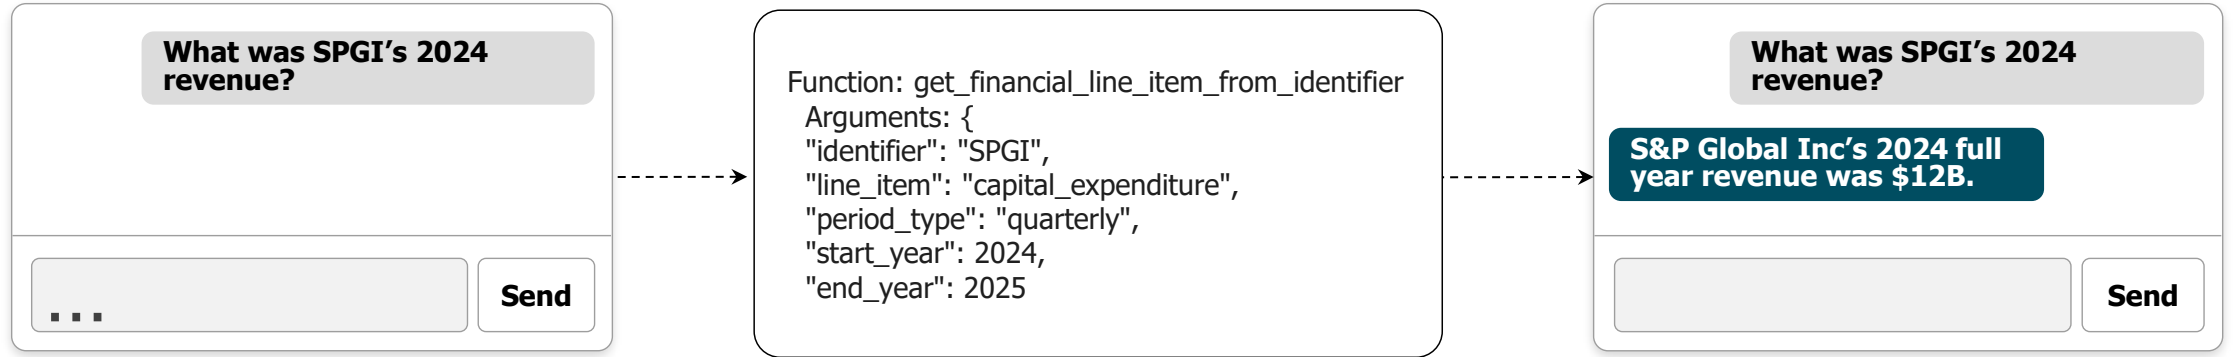 What was SPGI’s 2024
revenue?
...
Send
Function: get_financial_line_item_from_identifier
Arguments: {
"identifier": "SPGI",
"line_item": "capital_expenditure",
"period_type": "quarterly",
"start_year": 2024,
"end_year": 2025
What was SPGI’s 2024
revenue?
S&P Global Inc’s 2024 full
year revenue was $12B.
Send